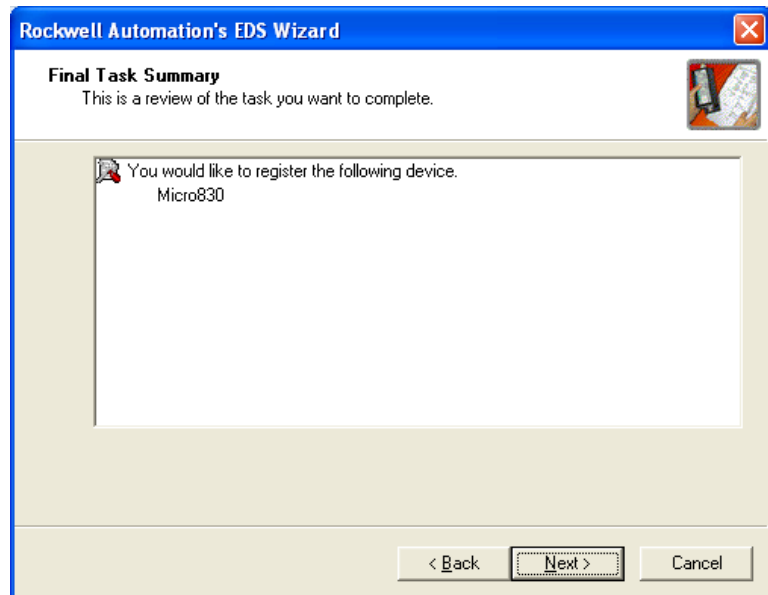 Rockwell Automation's EDS Wizard
Final Task Summary
This is a review of the task you want to complete.
You would like to register the following device.
Micro830
< Back Next > Cancel